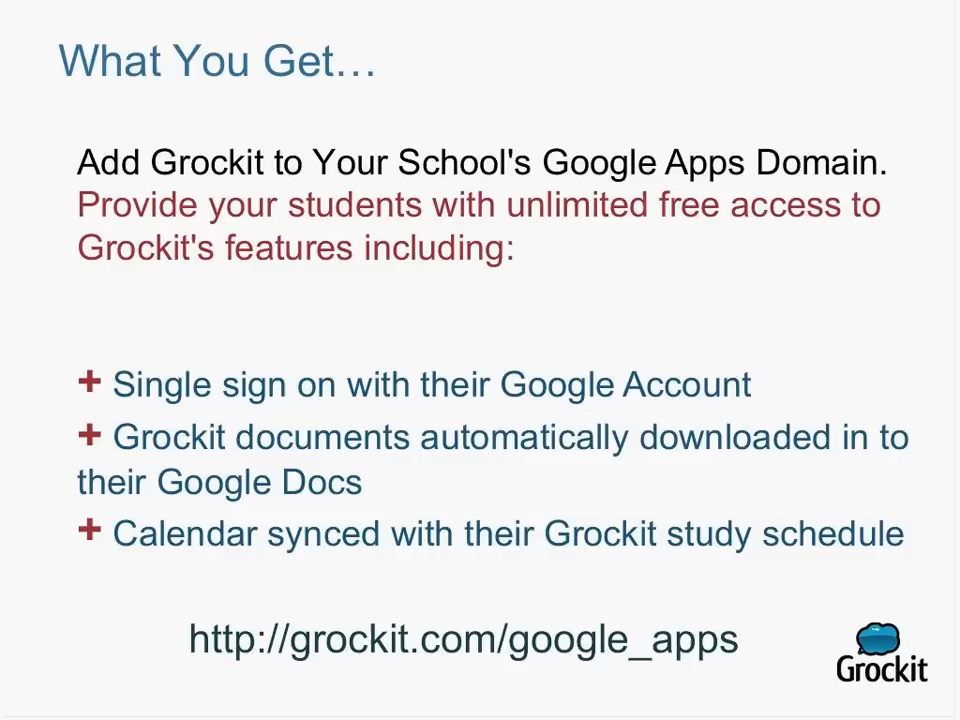 What You Get…
Add Grockit to Your School's Google Apps Domain.
Provide your students with unlimited free access to
Grockit's features including:
+ Single sign on with their Google Account
+ Grockit documents automatically downloaded in to
their Google Docs
+ Calendar synced with their Grockit study schedule
http://grockit.com/google_apps
Grockit